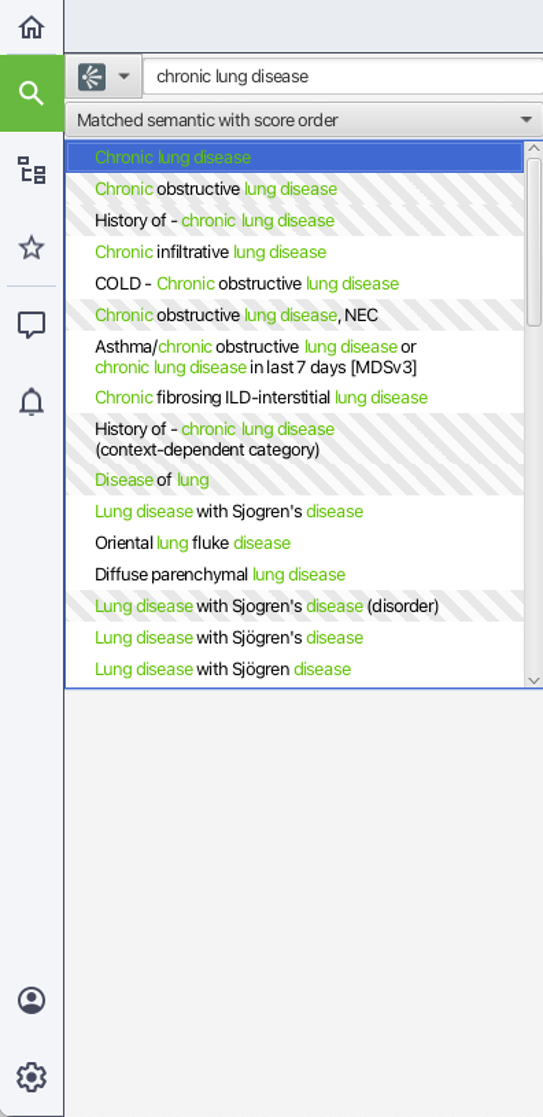 chronic lung disease
Matched semantic with score order
Chronic lung disease
Chronic obstructive lung disease
History of - chronic lung disease
Chronic infiltrative lung disease
COLD - Chronic obstructive lung disease
Chronic obstructive lung disease, NEC
Asthma/chronic obstructive lung disease or
chronic lung disease in last 7 days [MDSv3]
Chronic fibrosing ILD-interstitial lung disease
History of - chronic lung disease
(context-dependent category)
Disease of lung
Lung disease with Sjogren's disease
Oriental lung fluke disease
Diffuse parenchymal lung disease
Lung disease with Sjogren's disease (disorder)
Lung disease with Sjögren's disease
Lung disease with Sjögren disease